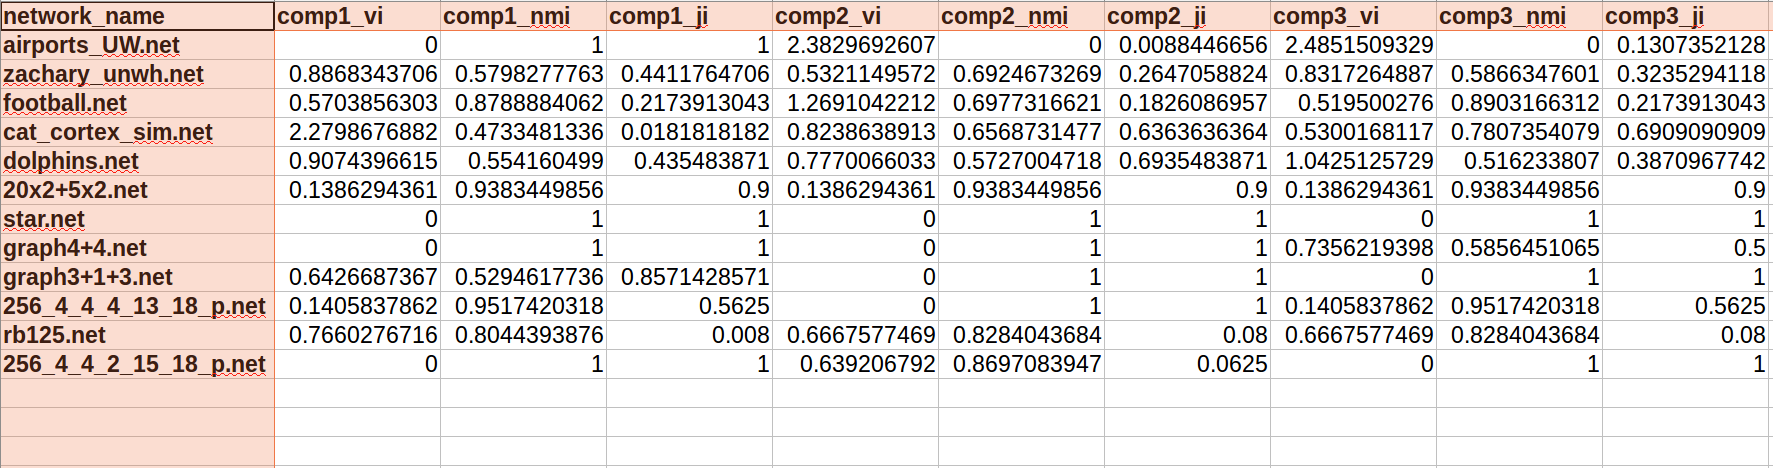 network_name comp1_vi comp1_nmi comp1_ji comp2_vi comp2_nmi comp2_ji comp3_vi comp3_nmi comp3_ji
airports_UW.net 0 1 1 2.3829692607 0 0.0088446656 2.4851509329 0 0.1307352128
zachary_unwh.net 0.8868343706 0.5798277763 0.4411764706 0.5321149572 0.6924673269 0.2647058824 0.8317264887 0.5866347601 0.3235294118
football.net 0.5703856303 0.8788884062 0.2173913043 1.2691042212 0.6977316621 0.1826086957 0.519500276 0.8903166312 0.2173913043
cat_cortex_sim.net 2.2798676882 0.4733481336 0.0181818182 0.8238638913 0.6568731477 0.6363636364 0.5300168117 0.7807354079 0.6909090909
dolphins.net 0.9074396615 0.554160499 0.435483871 0.7770066033 0.5727004718 0.6935483871 1.0425125729 0.516233807 0.3870967742
20x2+5x2.net 0.1386294361 0.9383449856 0.9 0.1386294361 0.9383449856 0.9 0.1386294361 0.9383449856 0.9
star.net 0 1 1 0 1 1 0 1 1
graph4+4.net 0 1 1 0 1 1 0.7356219398 0.5856451065 0.5
graph3+1+3.net 0.6426687367 0.5294617736 0.8571428571 0 1 1 0 1 1
256_4_4_4_13_18_p.net 0.1405837862 0.9517420318 0.5625 0 1 1 0.1405837862 0.9517420318 0.5625
rb125.net 0.7660276716 0.8044393876 0.008 0.6667577469 0.8284043684 0.08 0.6667577469 0.8284043684 0.08
256_4_4_2_15_18_p.net 0 1 1 0.639206792 0.8697083947 0.0625 0 1 1